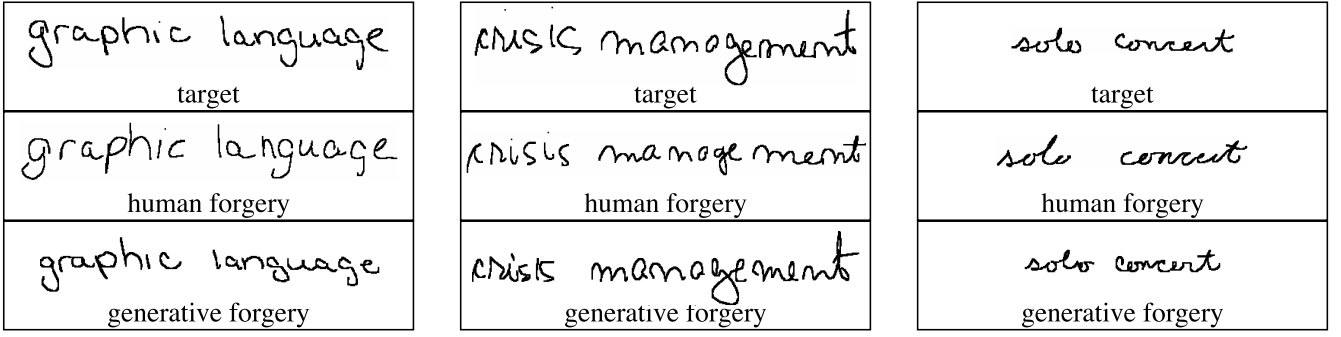 graphic language
target
graphic language
human forgery
graphic language
generative forgery
crisis management
target
crisis management
human forgery
crisis management
generative forgery
solo concert
target
solo concert
human forgery
solo concert
generative forgery